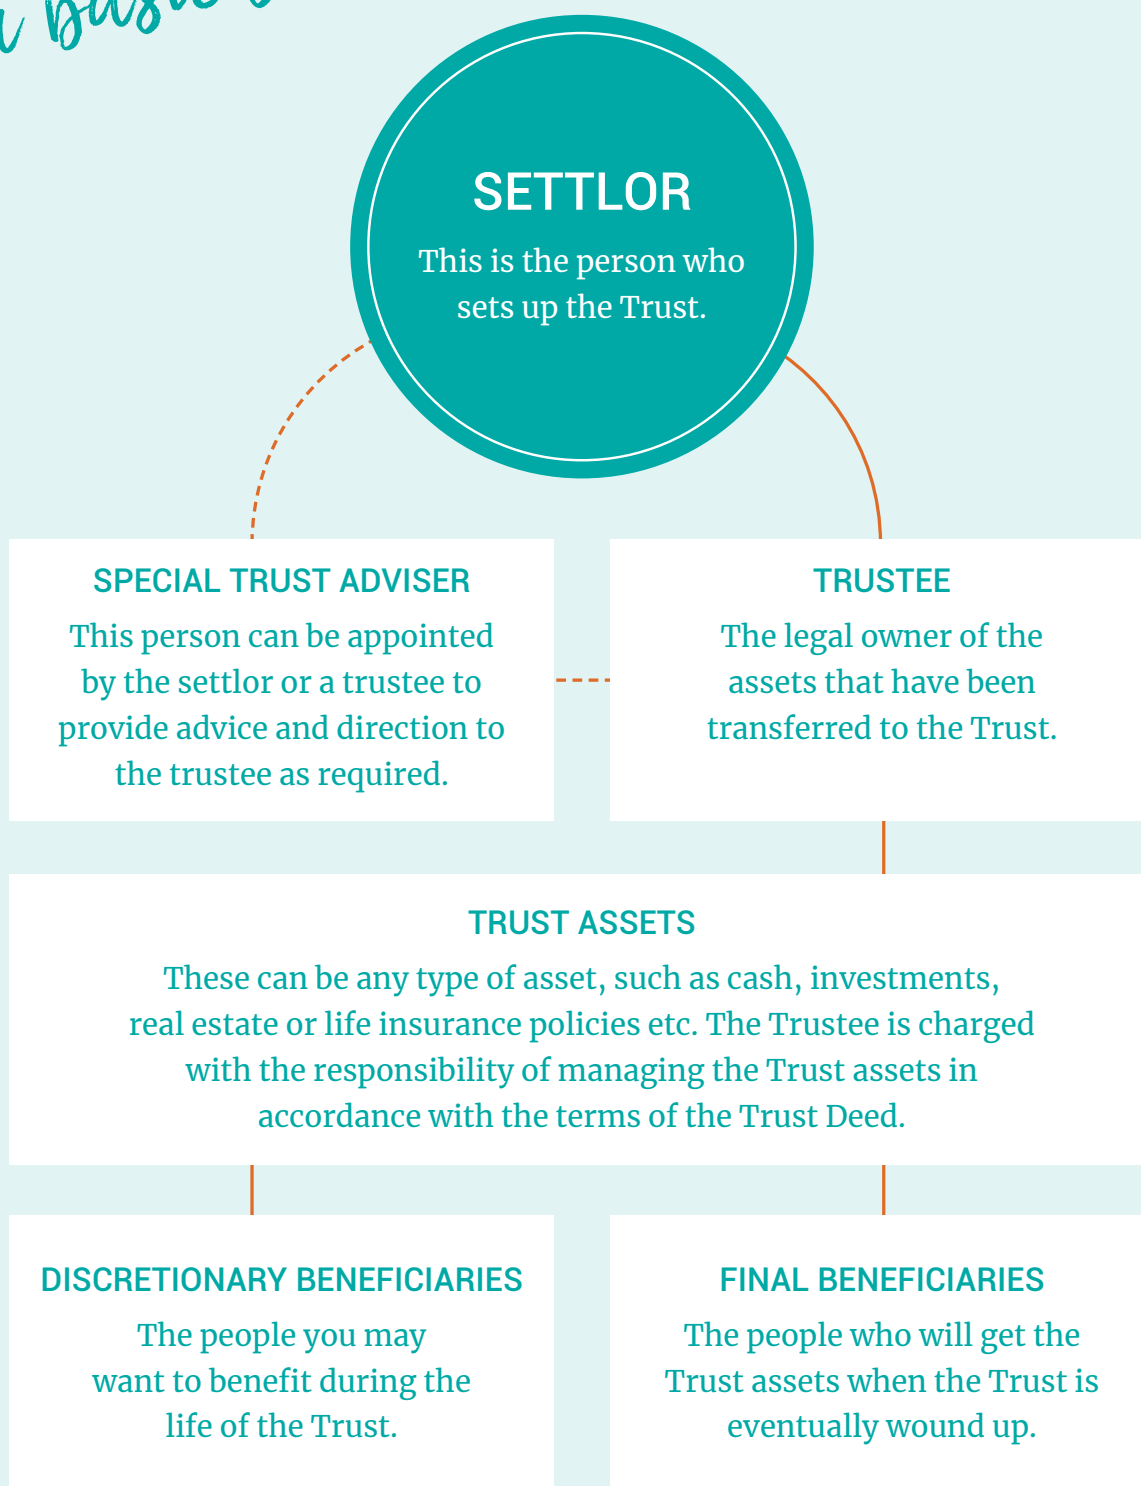 a basic
SETTLOR
This is the person who
sets up the Trust.
SPECIAL TRUST ADVISER
This person can be appointed
by the settlor or a trustee to
provide advice and direction to
the trustee as required.
TRUSTEE
The legal owner of the
assets that have been
transferred to the Trust.
TRUST ASSETS
These can be any type of asset, such as cash, investments,
real estate or life insurance policies etc. The Trustee is charged
with the responsibility of managing the Trust assets in
accordance with the terms of the Trust Deed.
DISCRETIONARY BENEFICIARIES
The people you may
want to benefit during the
life of the Trust.
FINAL BENEFICIARIES
The people who will get the
Trust assets when the Trust is
eventually wound up.